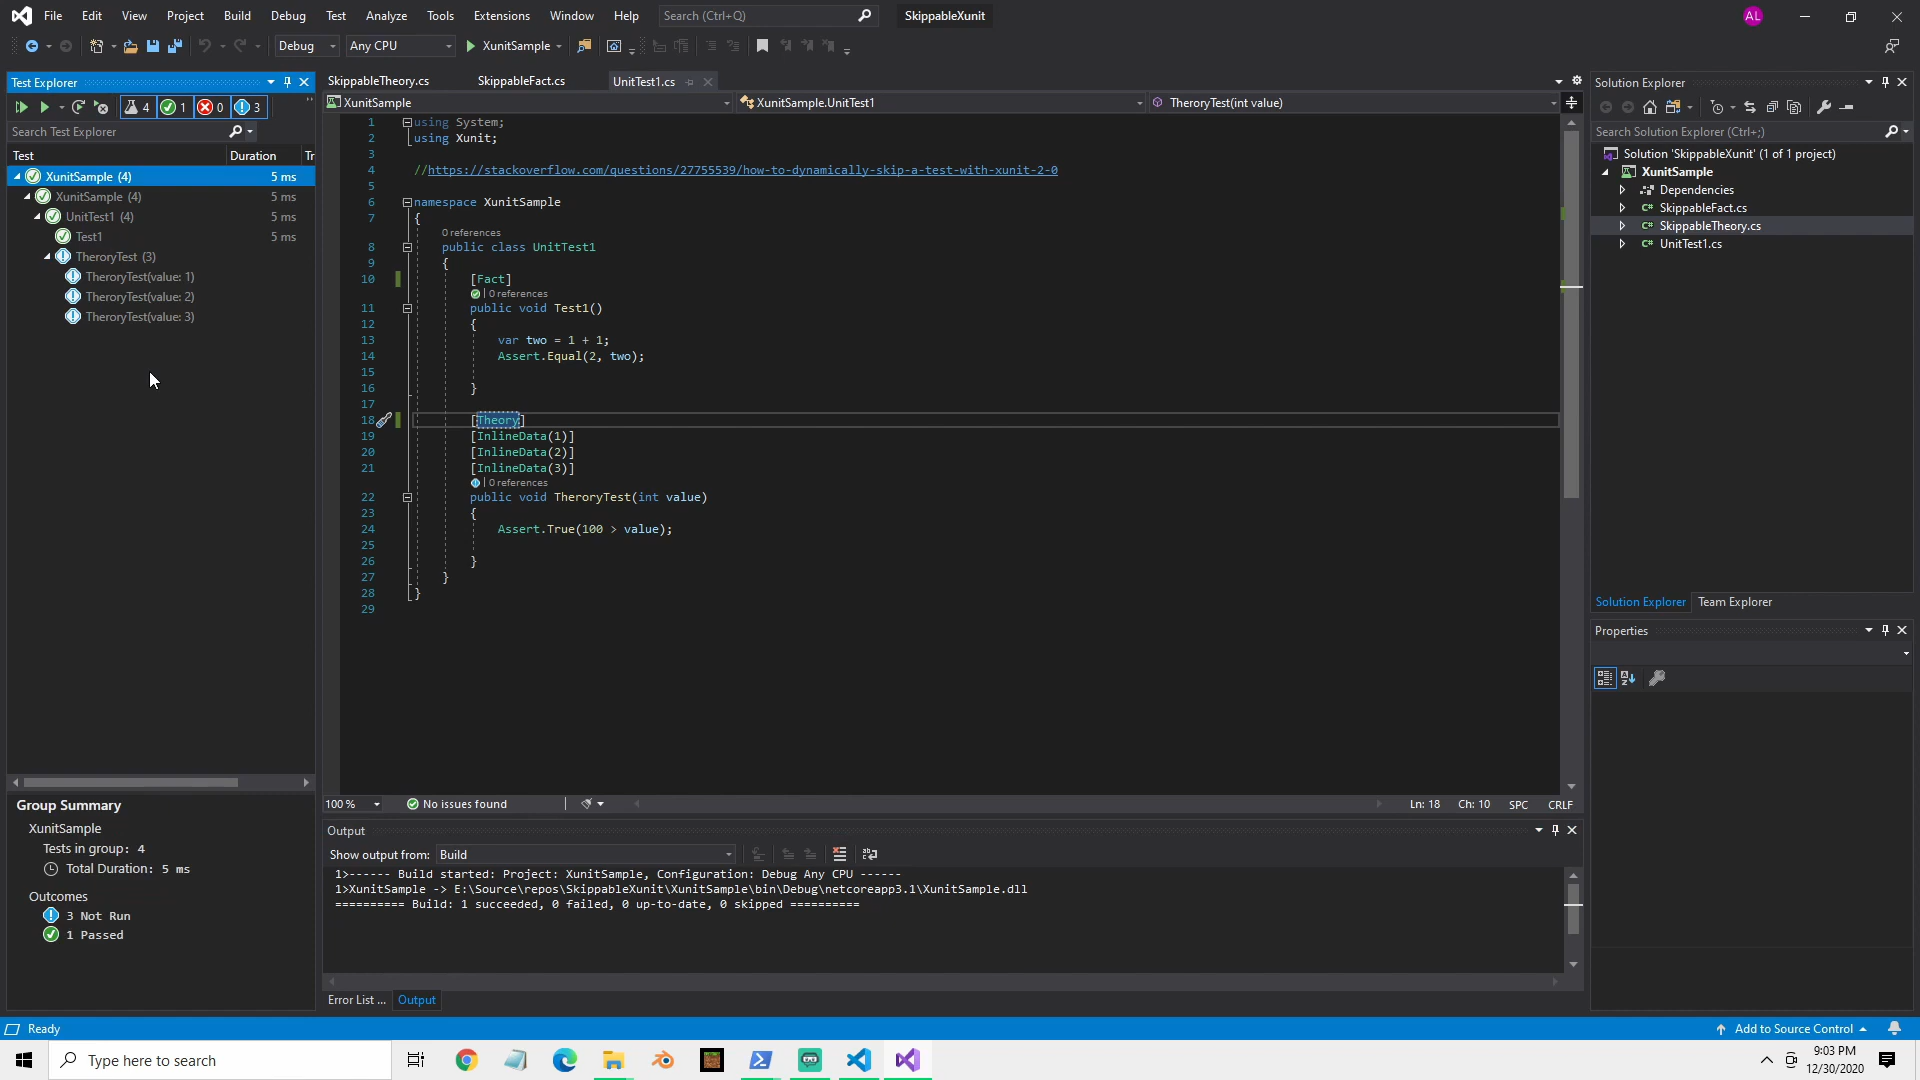 File Edit View Project Build Debug Test Analyze Tools Extensions Window Help Search (Ctrl+Q) SkippableXunit AL
Debug Any CPU XunitSample
Test Explorer
4 1 0 3
Search Test Explorer
Test Duration Tr
XunitSample (4) 5 ms
XunitSample (4) 5 ms
UnitTest1 (4) 5 ms
Test1 5 ms
TheroryTest (3)
TheroryTest(value: 1)
TheroryTest(value: 2)
TheroryTest(value: 3)
Group Summary
XunitSample
Tests in group: 4
Total Duration: 5 ms
Outcomes
3 Not Run
1 Passed
SkippableTheory.cs SkippableFact.cs UnitTest1.cs
XunitSample XunitSample.UnitTest1 TheroryTest(int value)
1 using System;
2 using Xunit;
3
4 //https://stackoverflow.com/questions/27755539/how-to-dynamically-skip-a-test-with-xunit-2-0
5
6 namespace XunitSample
7 {
0 references
8 public class UnitTest1
9 {
10 [Fact]
| 0 references
11 public void Test1()
12 {
13 var two = 1 + 1;
14 Assert.Equal(2, two);
15
16 }
17
18 [Theory]
19 [InlineData(1)]
20 [InlineData(2)]
21 [InlineData(3)]
| 0 references
22 public void TheroryTest(int value)
23 {
24 Assert.True(100 > value);
25
26 }
27 }
28 }
29
100 % No issues found Ln: 18 Ch: 10 SPC CRLF
Output
Show output from: Build
1>------ Build started: Project: XunitSample, Configuration: Debug Any CPU ------
1>XunitSample -> E:\Source\repos\SkippableXunit\XunitSample\bin\Debug\netcoreapp3.1\XunitSample.dll
========== Build: 1 succeeded, 0 failed, 0 up-to-date, 0 skipped ==========
Error List ... Output
Solution Explorer
Search Solution Explorer (Ctrl+;)
Solution 'SkippableXunit' (1 of 1 project)
XunitSample
Dependencies
C# SkippableFact.cs
C# SkippableTheory.cs
C# UnitTest1.cs
Solution Explorer Team Explorer
Properties
Ready Add to Source Control
Type here to search 9:03 PM
12/30/2020